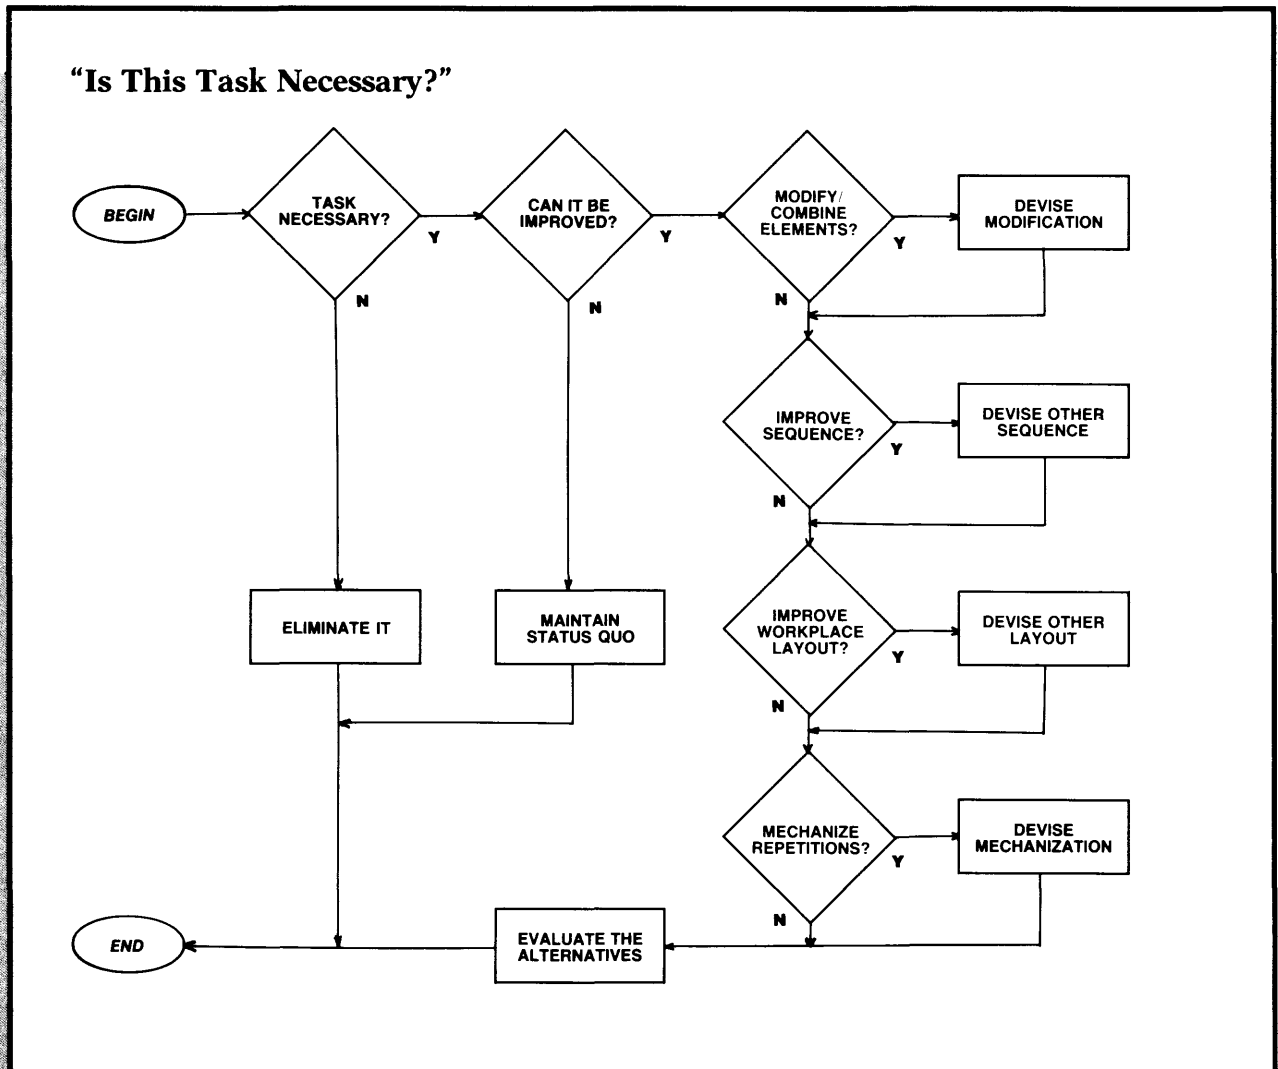 “Is This Task Necessary?”
BEGIN
TASK
NECESSARY?
Y
N
CAN IT BE
IMPROVED?
Y
N
MODIFY/
COMBINE
ELEMENTS?
Y
N
DEVISE
MODIFICATION
IMPROVE
SEQUENCE?
Y
N
DEVISE OTHER
SEQUENCE
ELIMINATE IT
MAINTAIN
STATUS QUO
IMPROVE
WORKPLACE
LAYOUT?
Y
N
DEVISE OTHER
LAYOUT
MECHANIZE
REPETITIONS?
Y
N
DEVISE
MECHANIZATION
EVALUATE THE
ALTERNATIVES
END